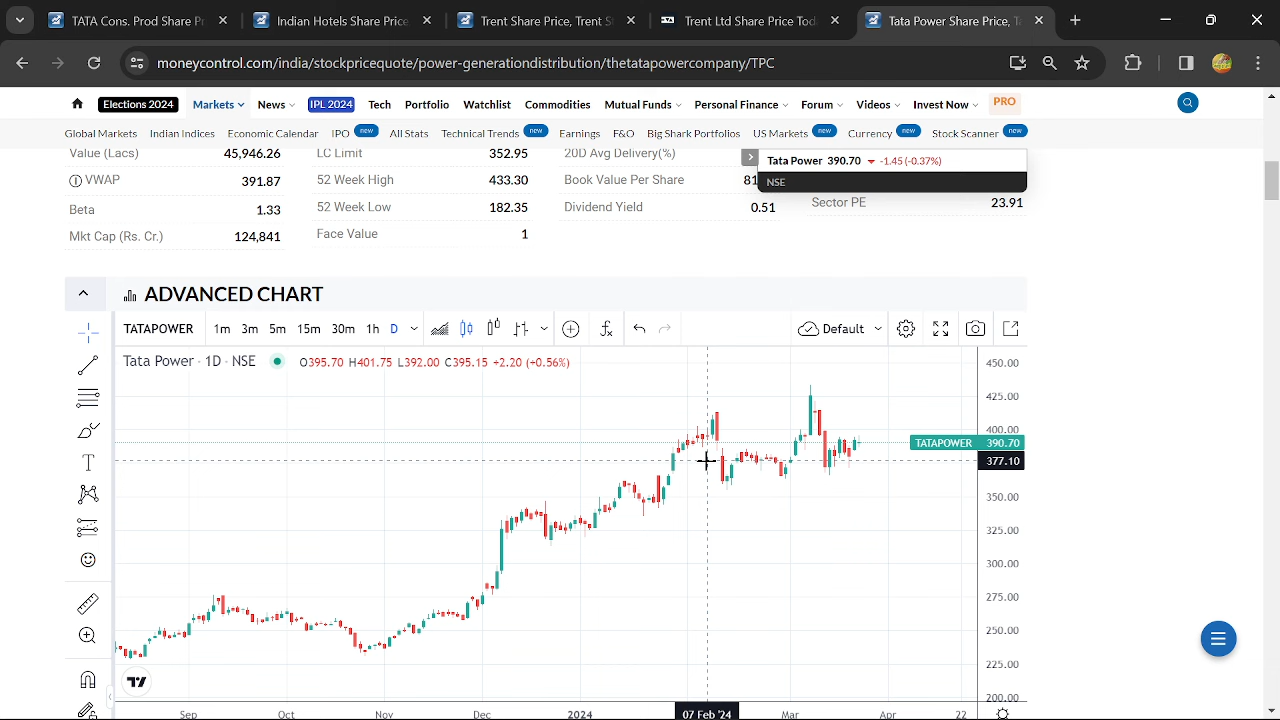 TATA Cons. Prod Share Pr
Indian Hotels Share Price
Trent Share Price, Trent S
Trent Ltd Share Price Toda
Tata Power Share Price, Ta
moneycontrol.com/india/stockpricequote/power-generationdistribution/thetatapowercompany/TPC
Elections 2024 Markets News IPL 2024 Tech Portfolio Watchlist Commodities Mutual Funds Personal Finance Forum Videos Invest Now PRO
Global Markets Indian Indices Economic Calendar IPO new All Stats Technical Trends new Earnings F&O Big Shark Portfolios US Markets new Currency new Stock Scanner new
Value (Lacs) 45,946.26
VWAP 391.87
Beta 1.33
Mkt Cap (Rs. Cr.) 124,841
LC Limit 352.95
52 Week High 433.30
52 Week Low 182.35
Face Value 1
20D Avg Delivery(%)
Book Value Per Share 81
Dividend Yield 0.51
Tata Power 390.70 -1.45 (-0.37%)
NSE
Sector PE 23.91
ADVANCED CHART
TATAPOWER 1m 3m 5m 15m 30m 1h D Default
Tata Power · 1D · NSE O395.70 H401.75 L392.00 C395.15 +2.20 (+0.56%)
450.00
425.00
400.00
TATAPOWER 390.70
377.10
350.00
325.00
300.00
275.00
250.00
225.00
200.00
Sep Oct Nov Dec 2024 07 Feb '24 Mar Apr 22